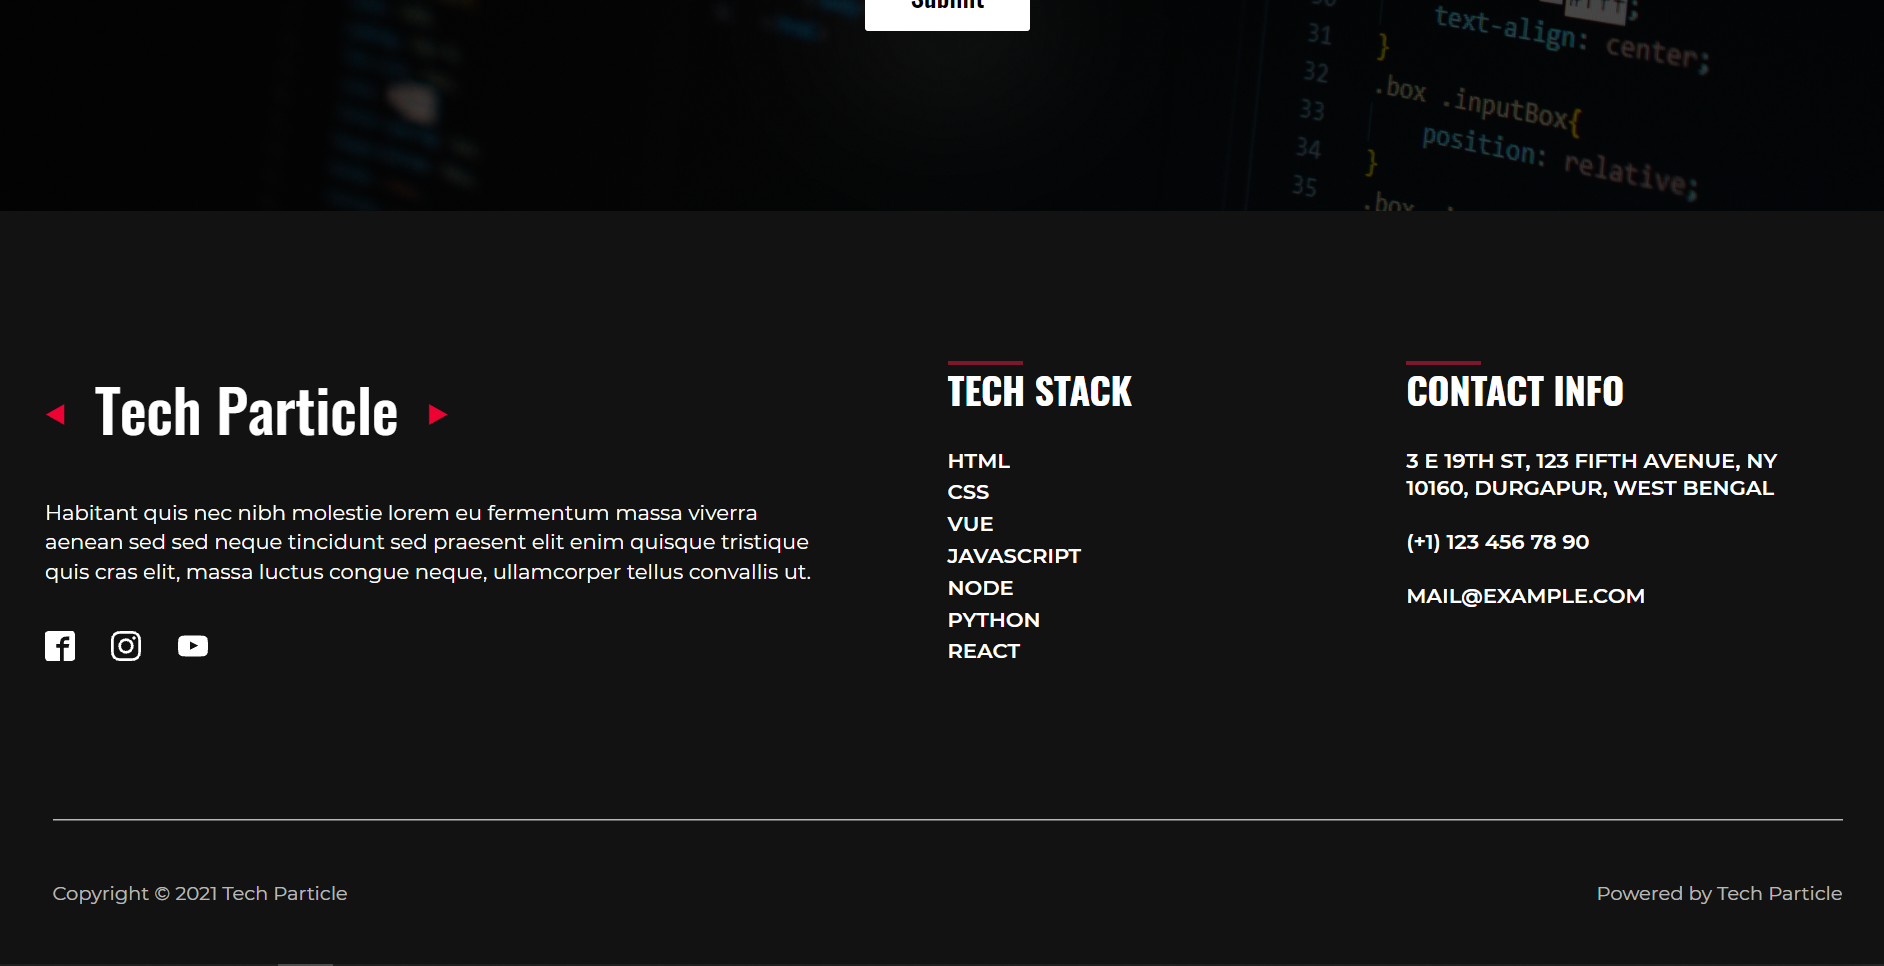 Submit
30
text-align: center;
31
}
32
.box .inputBox{
33
position: relative;
34
}
35
.box
Tech Particle
Habitant quis nec nibh molestie lorem eu fermentum massa viverra
aenean sed sed neque tincidunt sed praesent elit enim quisque tristique
quis cras elit, massa luctus congue neque, ullamcorper tellus convallis ut.
TECH STACK
HTML
CSS
VUE
JAVASCRIPT
NODE
PYTHON
REACT
CONTACT INFO
3 E 19TH ST, 123 FIFTH AVENUE, NY
10160, DURGAPUR, WEST BENGAL
(+1) 123 456 78 90
MAIL@EXAMPLE.COM
Copyright © 2021 Tech Particle
Powered by Tech Particle